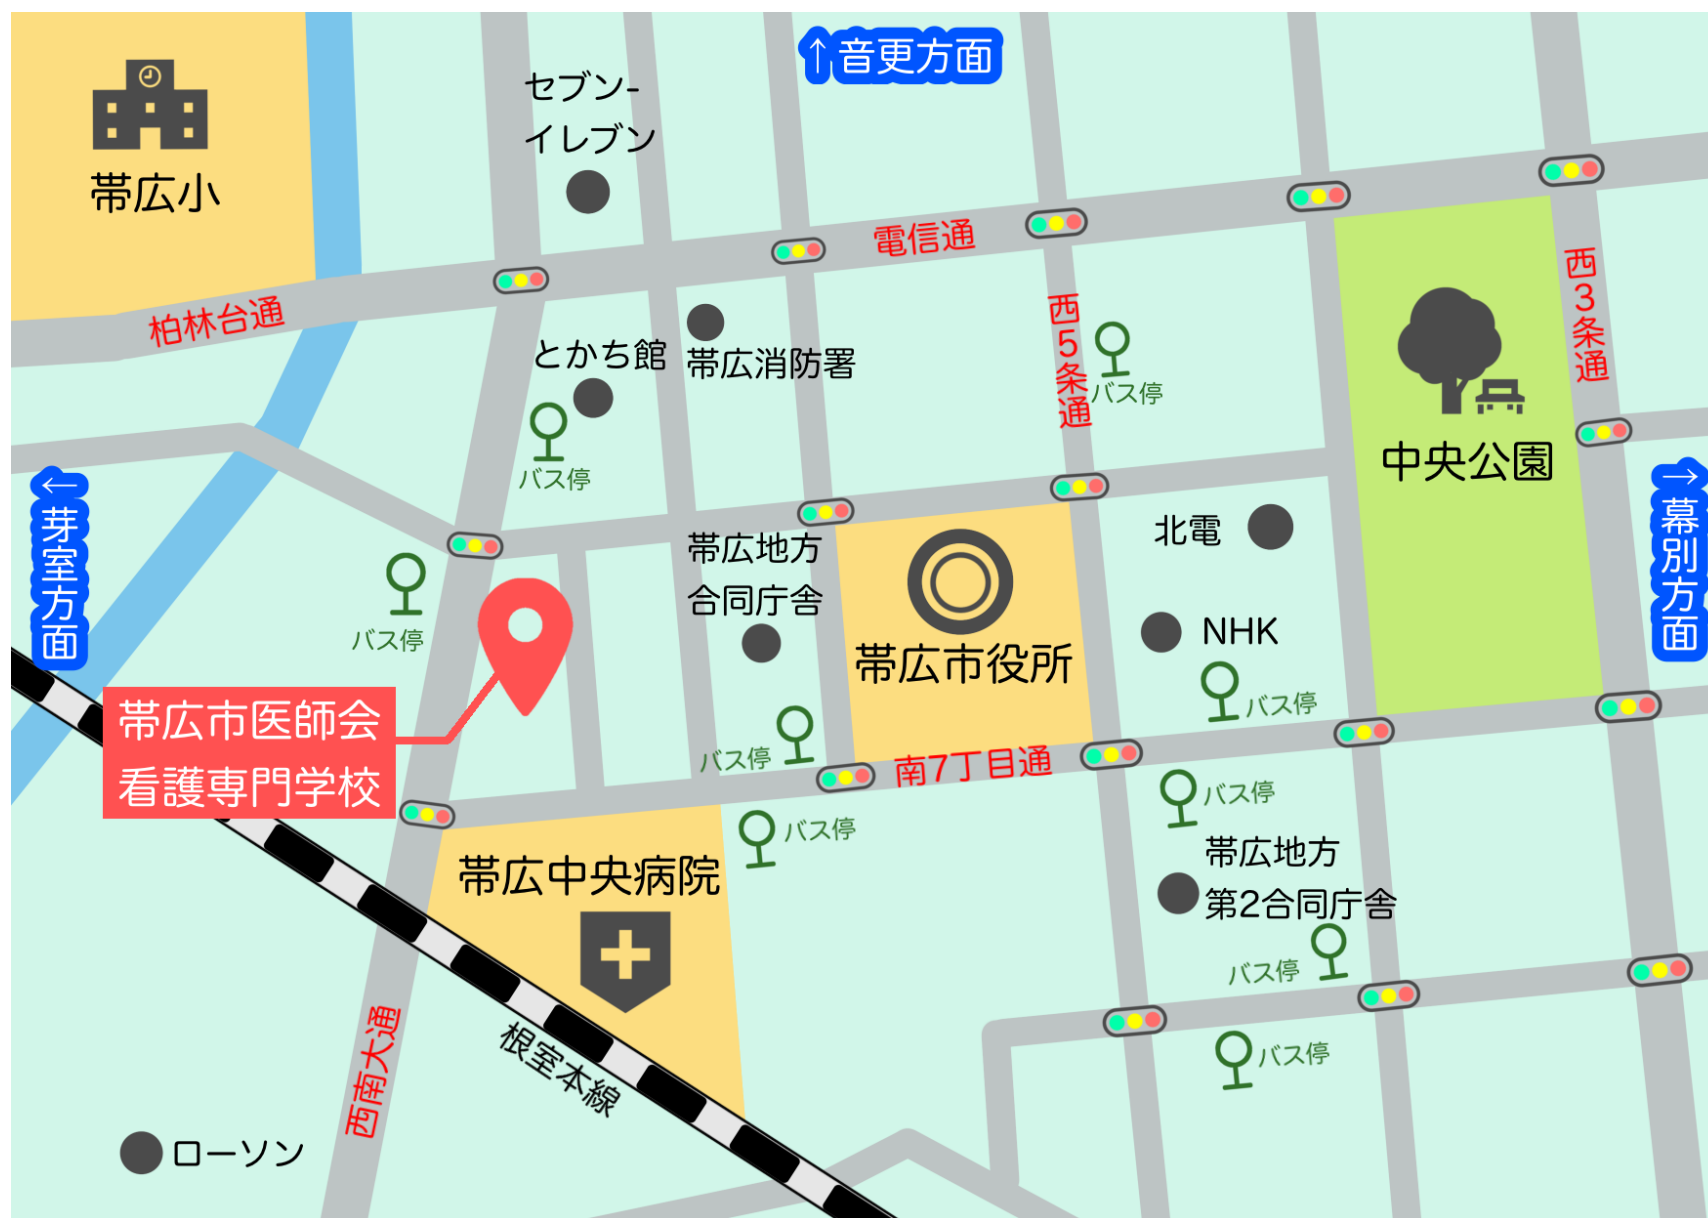 ↑音更方面
セブン-
イレブン
帯広小
電信通
柏林台通
西3条通
西5条通
とかち館
帯広消防署
バス停
バス停
中央公園
←芽室方面
→幕別方面
北電
帯広地方
合同庁舎
バス停
NHK
帯広市役所
バス停
帯広市医師会
看護専門学校
バス停
南7丁目通
バス停
バス停
帯広中央病院
帯広地方
第2合同庁舎
バス停
根室本線
西南大通
バス停
ローソン